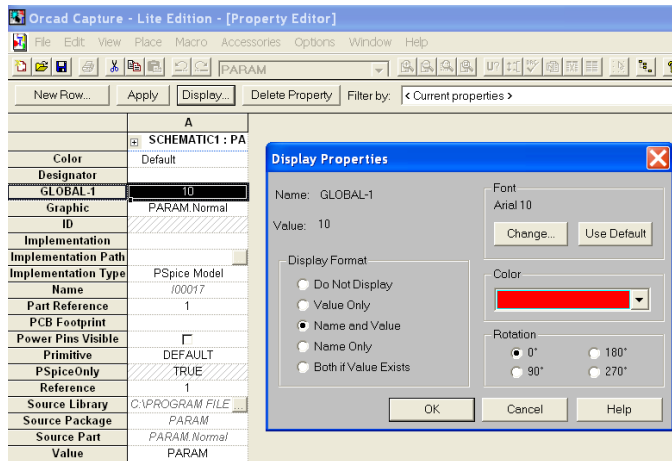 Orcad Capture - Lite Edition - [Property Editor]
File Edit View Place Macro Accessories Options Window Help
PARAM U?
New Row... Apply Display... Delete Property Filter by: < Current properties >
A
SCHEMATIC1 : PA
Color Default
Designator
GLOBAL-1 10
Graphic PARAM.Normal
ID
Implementation
Implementation Path
Implementation Type PSpice Model
Name I00017
Part Reference 1
PCB Footprint
Power Pins Visible
Primitive DEFAULT
PSpiceOnly TRUE
Reference 1
Source Library C:\PROGRAM FILE ...
Source Package PARAM
Source Part PARAM.Normal
Value PARAM
Display Properties
Name: GLOBAL-1
Value: 10
Font
Arial 10
Change... Use Default
Display Format
Do Not Display
Value Only
Name and Value
Name Only
Both if Value Exists
Color
Rotation
0° 180°
90° 270°
OK Cancel Help